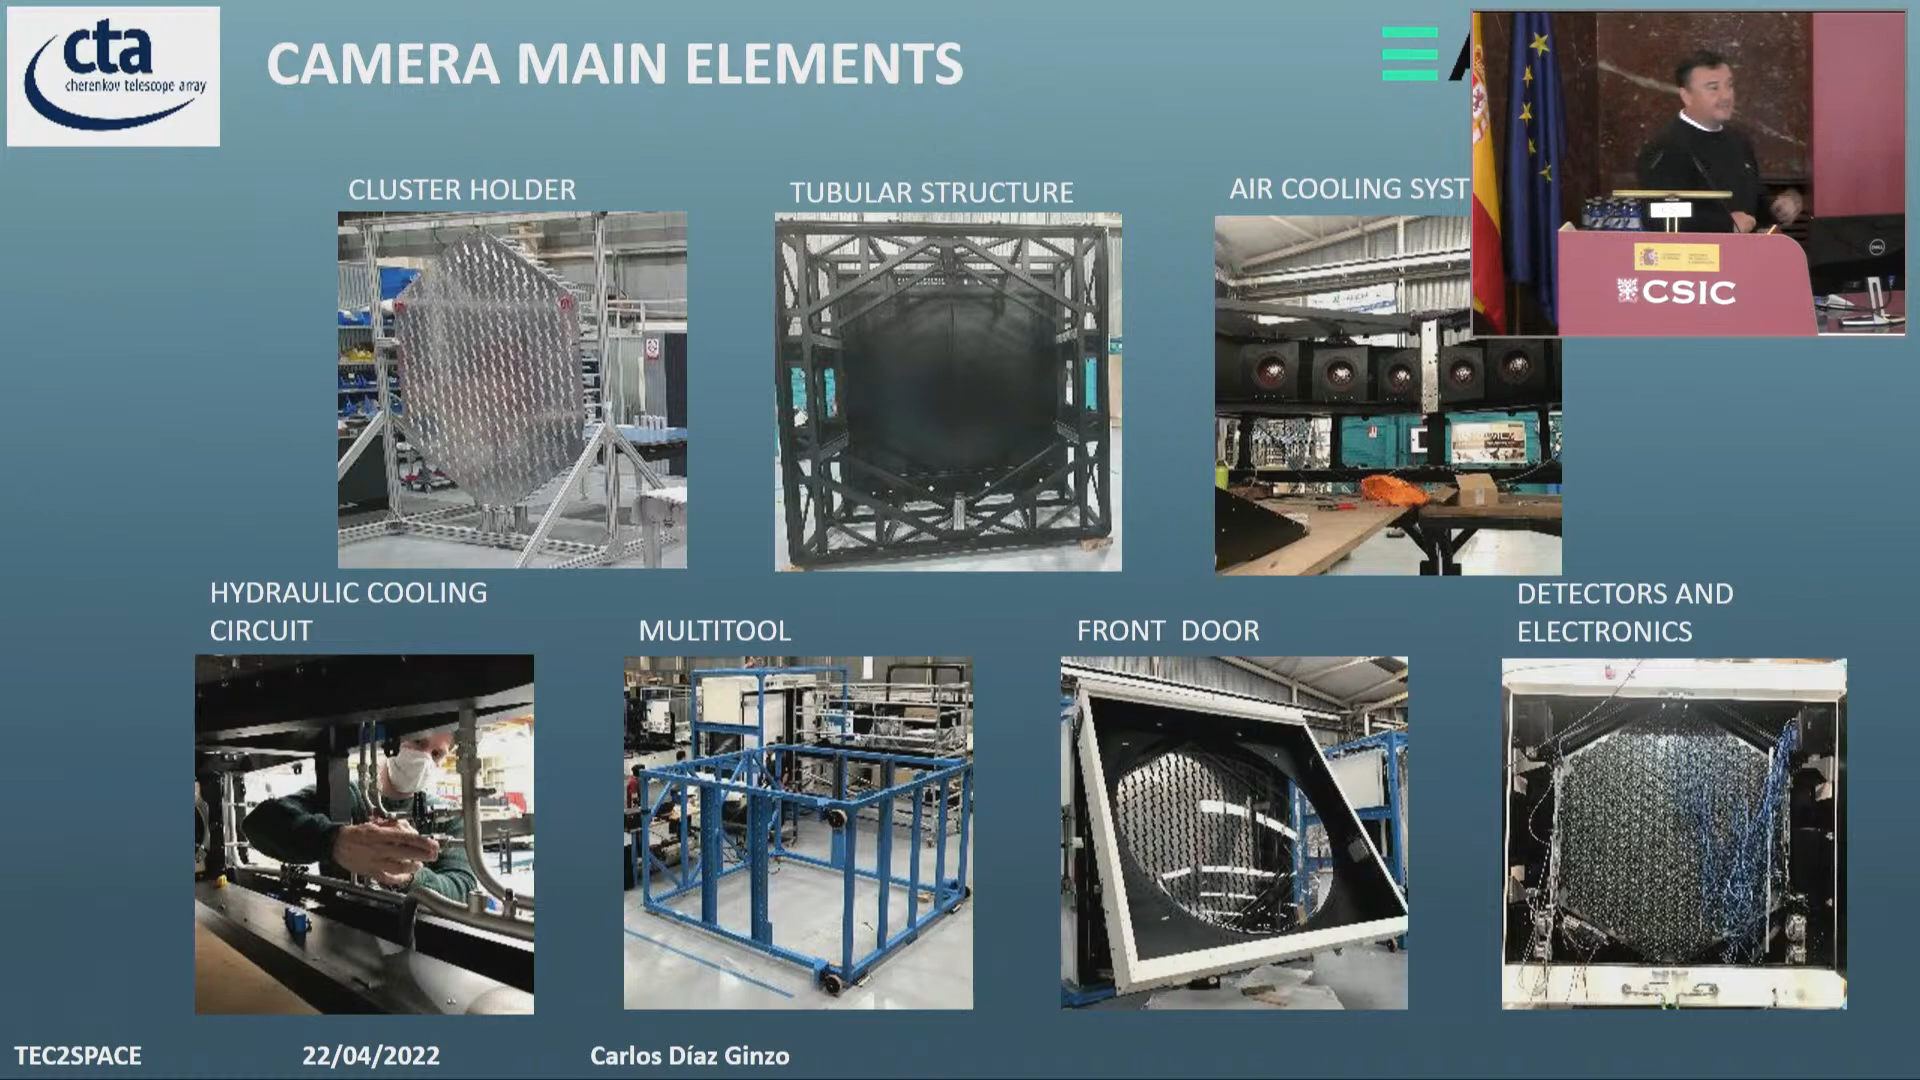 cta
cherenkov telescope array
CAMERA MAIN ELEMENTS
CLUSTER HOLDER
TUBULAR STRUCTURE
AIR COOLING SYST
CSIC
HYDRAULIC COOLING
CIRCUIT
MULTITOOL
FRONT DOOR
DETECTORS AND
ELECTRONICS
TEC2SPACE
22/04/2022
Carlos Díaz Ginzo